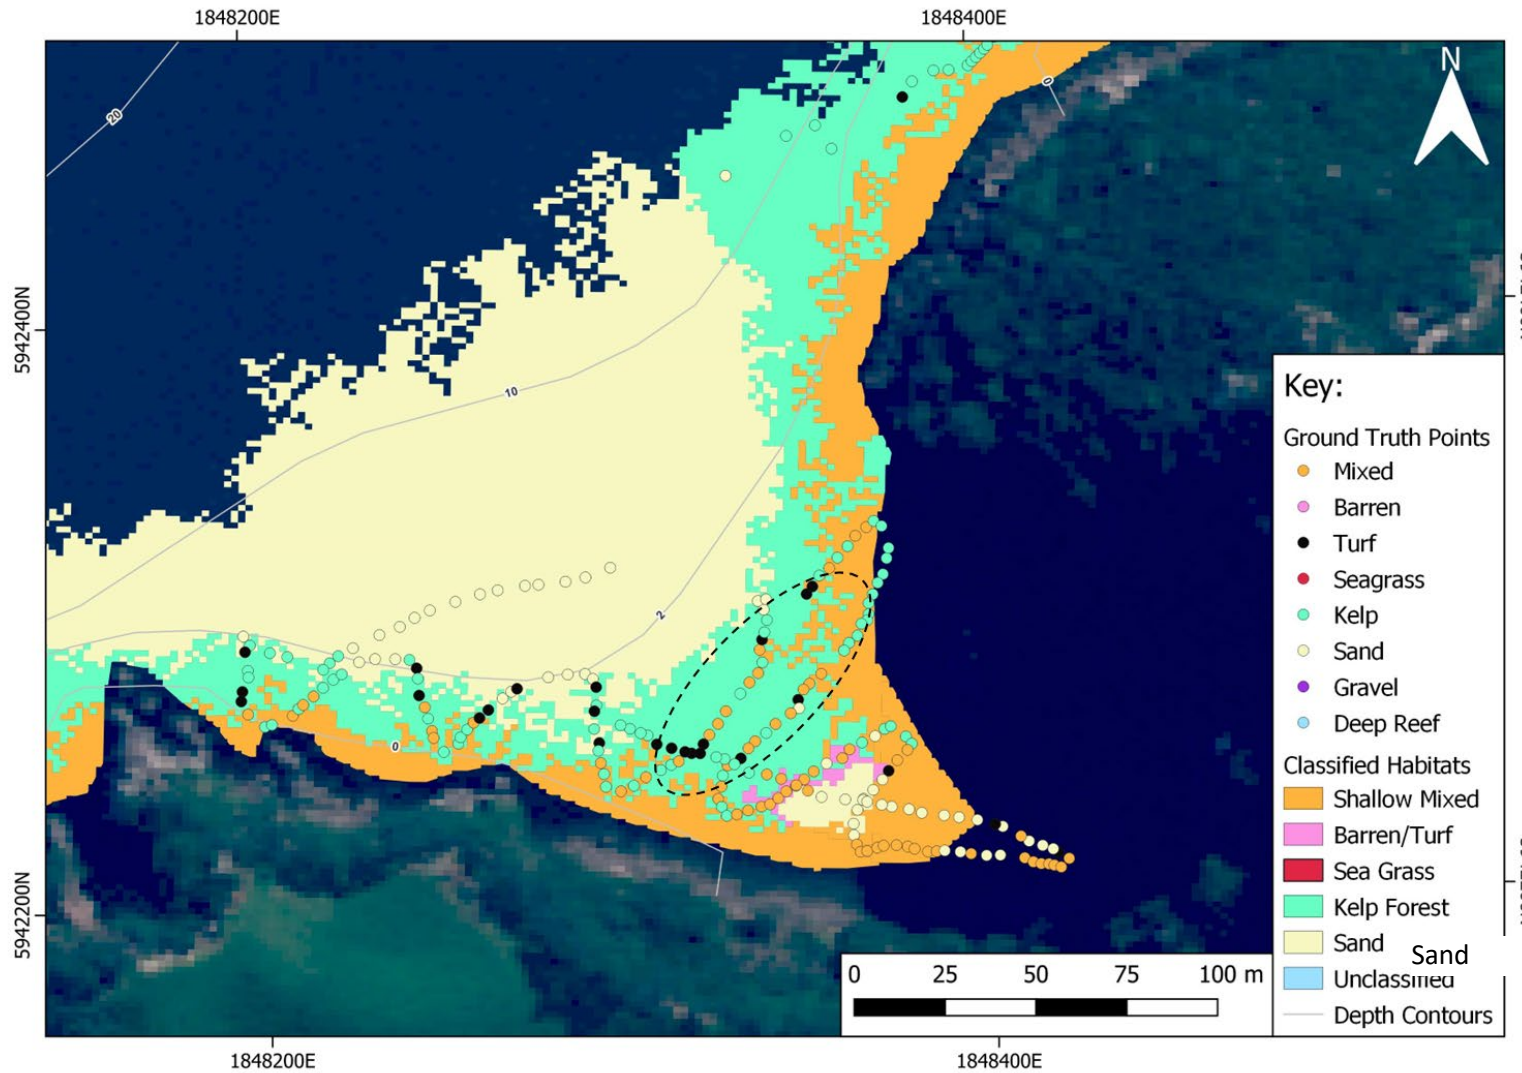 1848200E
1848400E
20
0
N
5942400N
10
2
0
5942200N
Key:
Ground Truth Points
Mixed
Barren
Turf
Seagrass
Kelp
Sand
Gravel
Deep Reef
Classified Habitats
Shallow Mixed
Barren/Turf
Sea Grass
Kelp Forest
Sand
Sand
Unclassified
Depth Contours
0 25 50 75 100 m
1848200E
1848400E